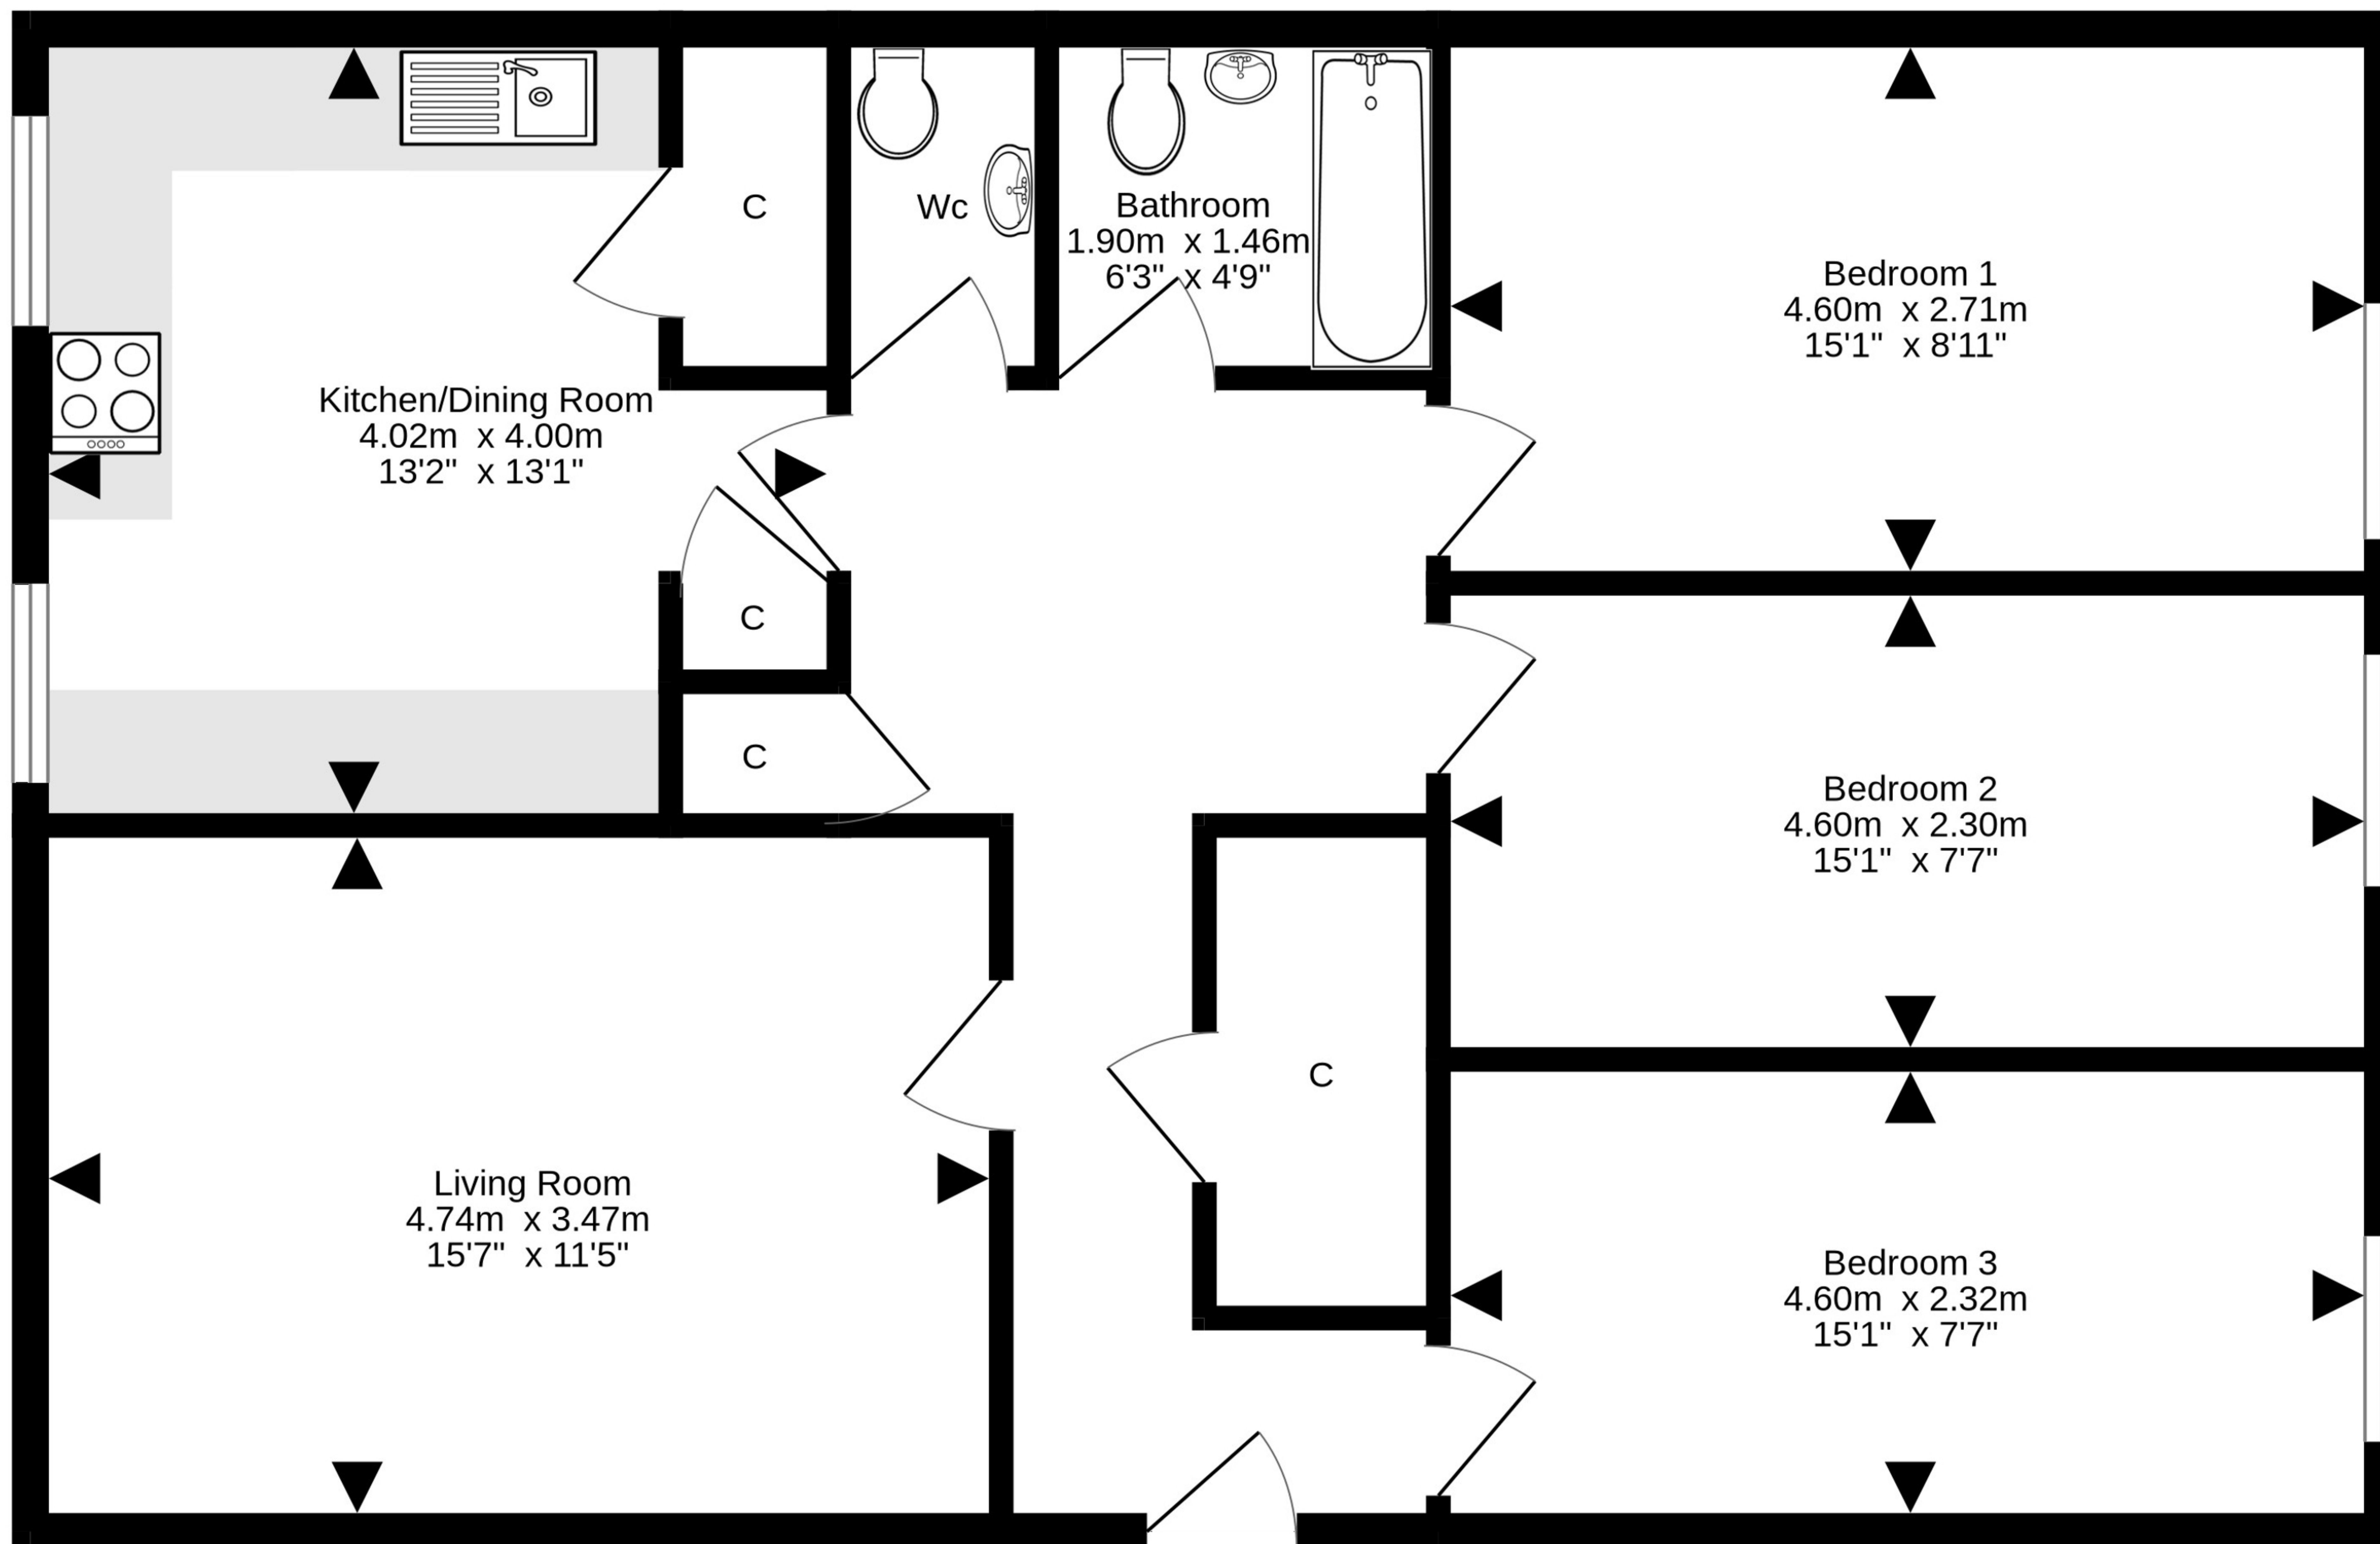 C
Wc
Bathroom
1.90m x 1.46m
6'3" x 4'9"
Bedroom 1
4.60m x 2.71m
15'1" x 8'11"
Kitchen/Dining Room
4.02m x 4.00m
13'2" x 13'1"
C
C
Bedroom 2
4.60m x 2.30m
15'1" x 7'7"
C
Living Room
4.74m x 3.47m
15'7" x 11'5"
Bedroom 3
4.60m x 2.32m
15'1" x 7'7"